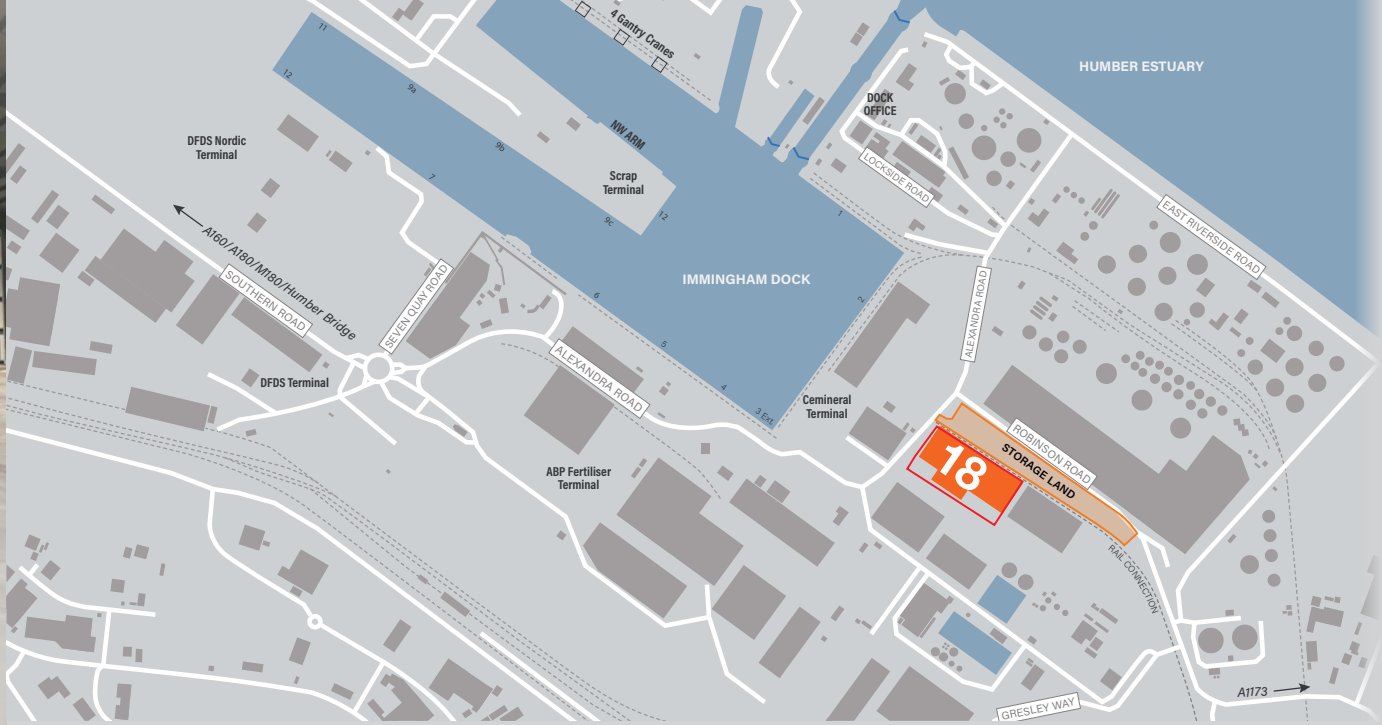 4 Gantry Cranes
11
12
9a
9b
9c
12
7
6
5
4
3 Ext.
2
1
HUMBER ESTUARY
DOCK
OFFICE
NW ARM
DFDS Nordic
Terminal
Scrap
Terminal
LOCKSIDE ROAD
EAST RIVERSIDE ROAD
A160/A180/M180/Humber Bridge
SOUTHERN ROAD
SEVEN QUAY ROAD
IMMINGHAM DOCK
ALEXANDRA ROAD
ALEXANDRA ROAD
DFDS Terminal
Cemineral
Terminal
ROBINSON ROAD
STORAGE LAND
18
ABP Fertiliser
Terminal
RAIL CONNECTION
A1173
GRESLEY WAY